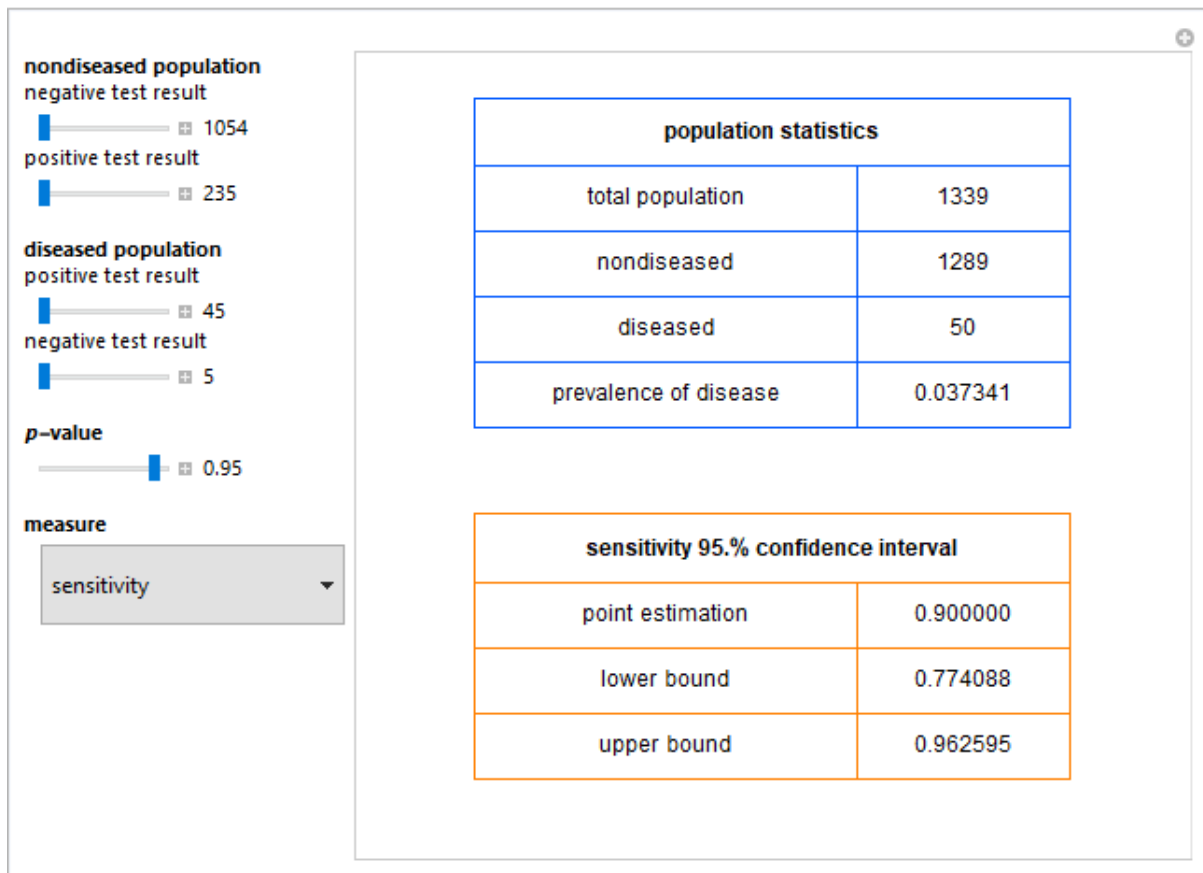 nondiseased population
negative test result
1054
positive test result
235
diseased population
positive test result
45
negative test result
5
p-value
0.95
measure
sensitivity
population statistics
total population 1339
nondiseased 1289
diseased 50
prevalence of disease 0.037341
sensitivity 95.% confidence interval
point estimation 0.900000
lower bound 0.774088
upper bound 0.962595